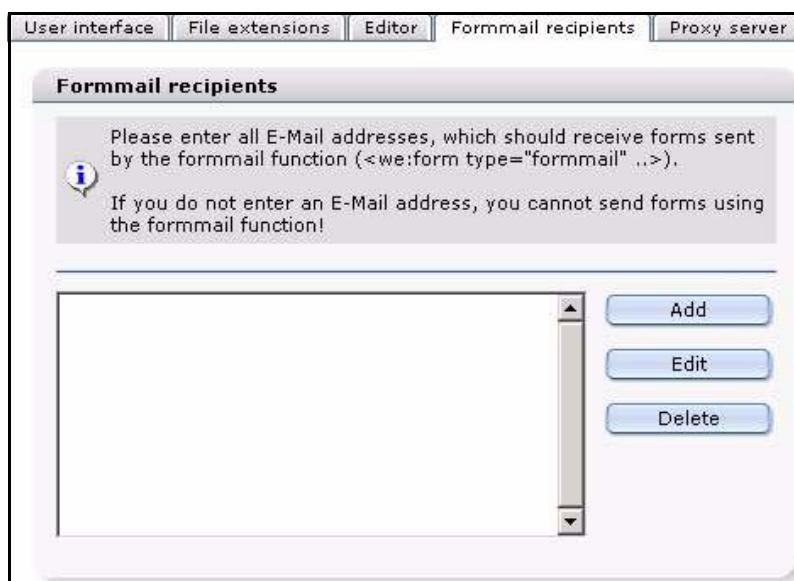 User interface
File extensions
Editor
Formmail recipients
Proxy server
Formmail recipients
Please enter all E-Mail addresses, which should receive forms sent
by the formmail function (<we:form type="formmail" ..>).
If you do not enter an E-Mail address, you cannot send forms using
the formmail function!
Add
Edit
Delete